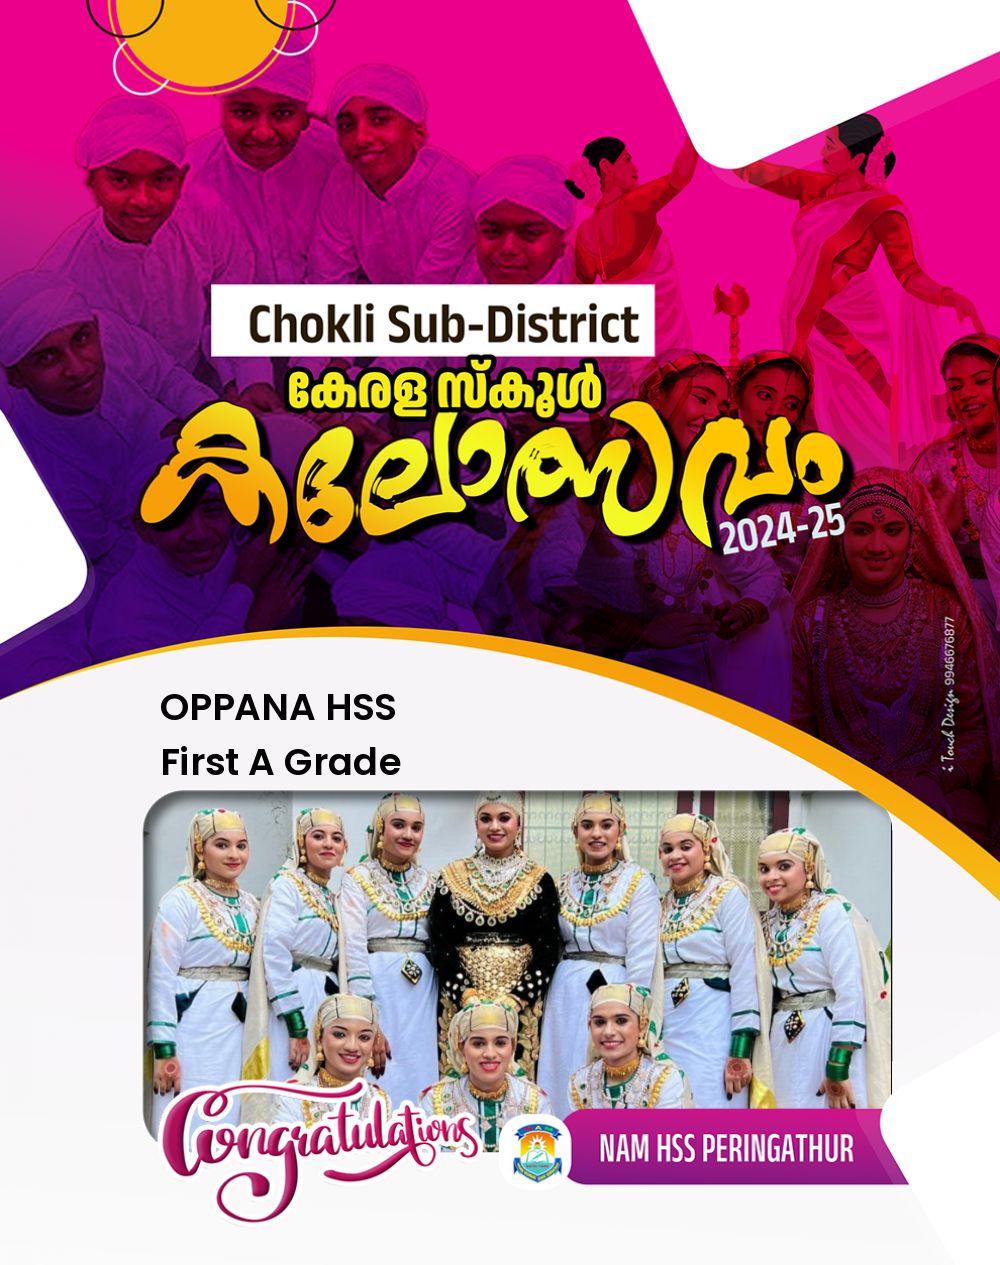 Chokli Sub-District
കേരള സ്കൂൾ
കലോത്സവം
2024-25
i Touch Design 9946676877
OPPANA HSS
First A Grade
Congratulations
NAM HSS PERINGATHUR